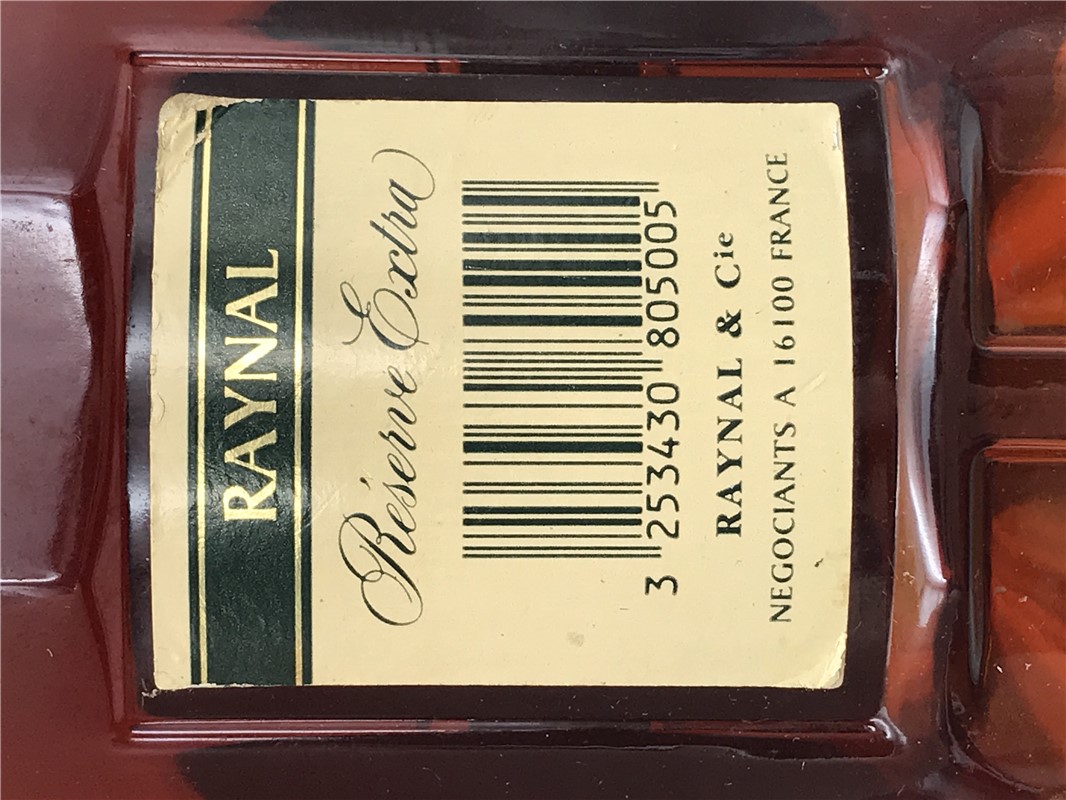 RAYNAL
Réserve Extra
3 253430 805005
RAYNAL & Cie
NEGOCIANTS A 16100 FRANCE